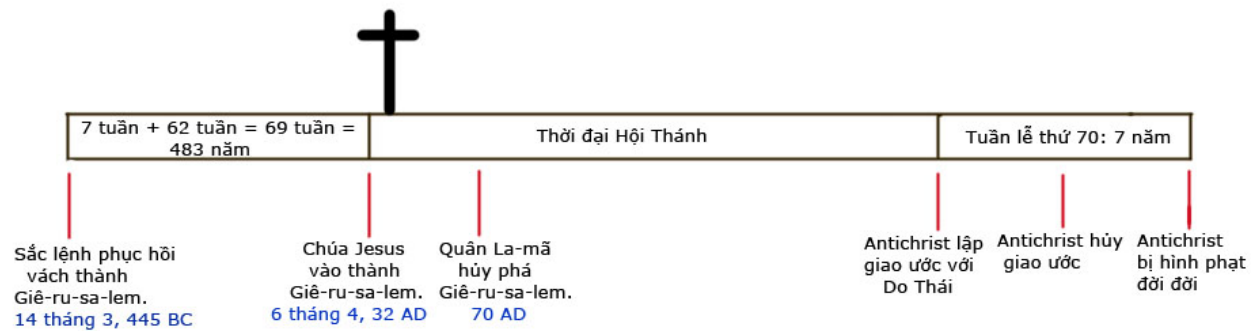 7 tuần + 62 tuần = 69 tuần =
483 năm
Thời đại Hội Thánh
Tuần lễ thứ 70: 7 năm
Sắc lệnh phục hồi
vách thành
Giê-ru-sa-lem.
14 tháng 3, 445 BC
Chúa Jesus
vào thành
Giê-ru-sa-lem.
6 tháng 4, 32 AD
Quân La-mã
hủy phá
Giê-ru-sa-lem.
70 AD
Antichrist lập
giao ước với
Do Thái
Antichrist hủy
giao ước
Antichrist
bị hình phạt
đời đời